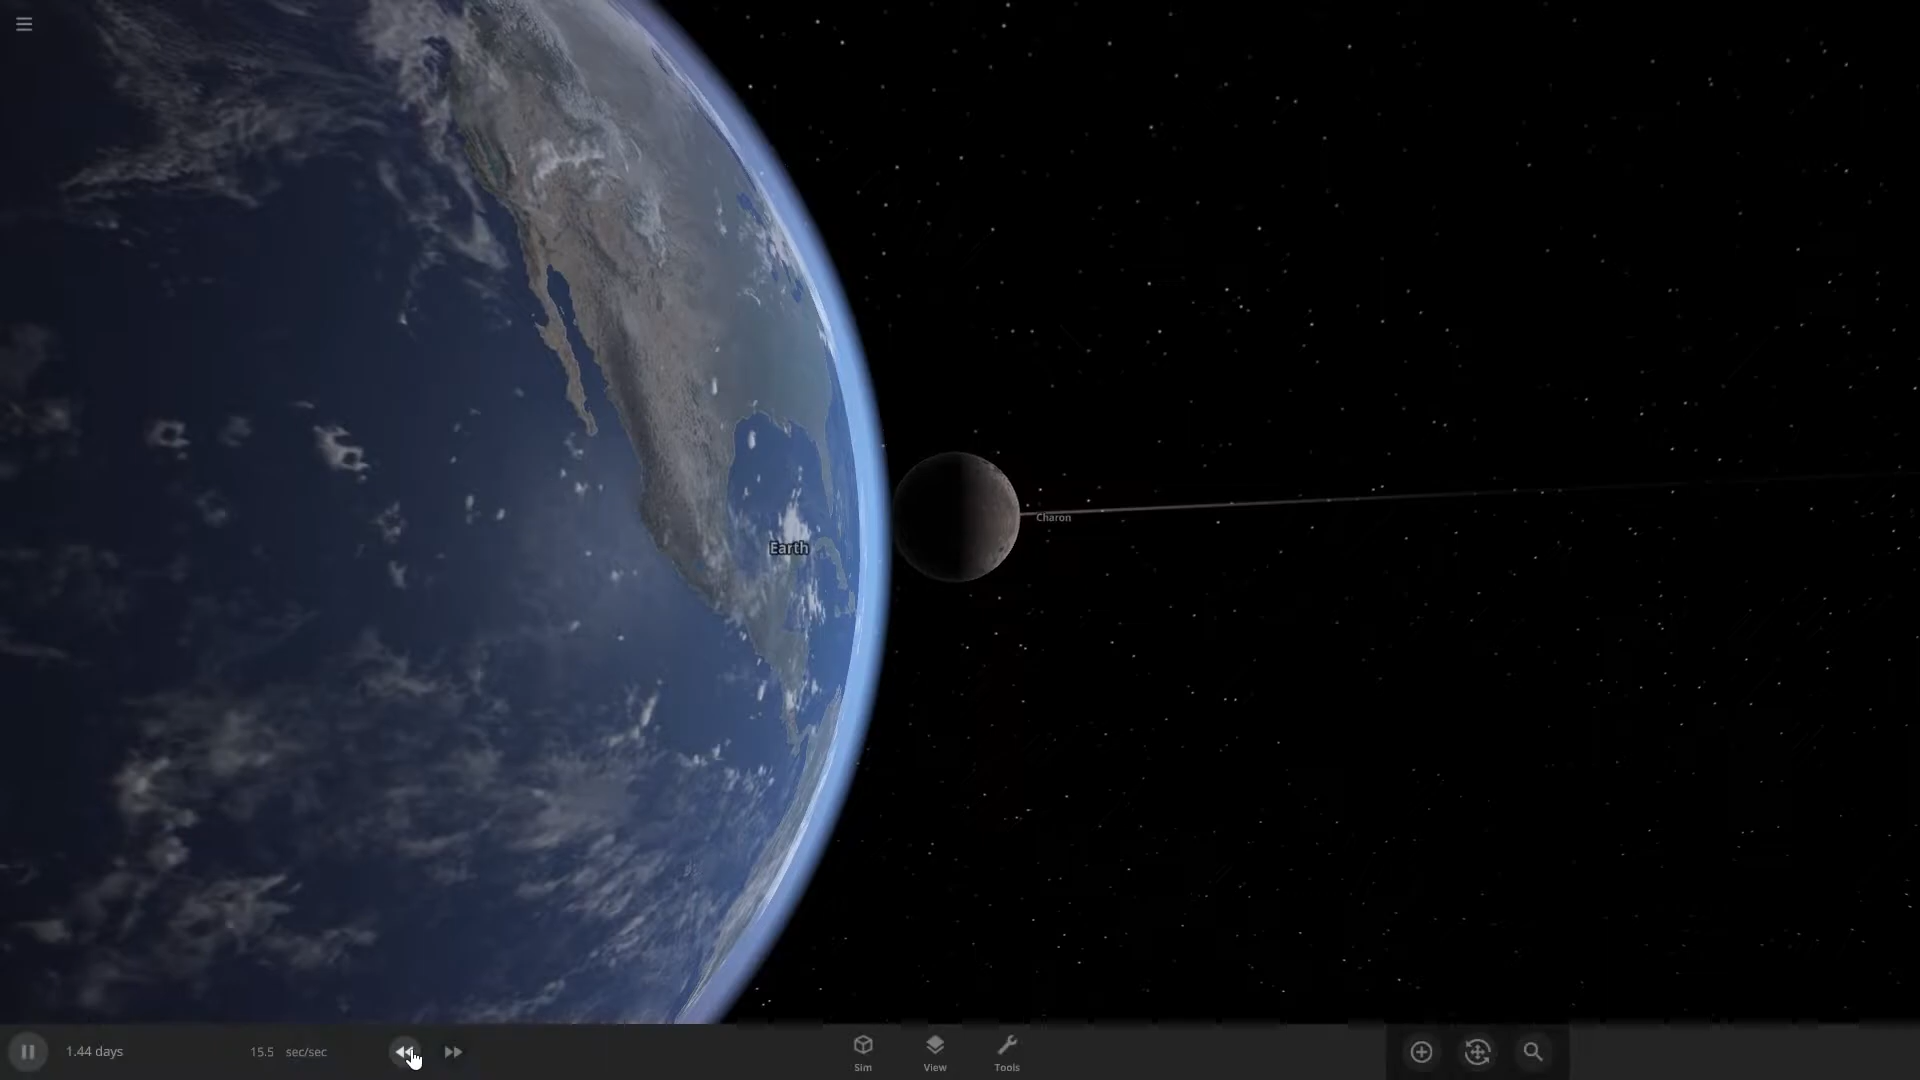 Earth
Charon
1.44 days
15.5 sec/sec
Sim
View
Tools